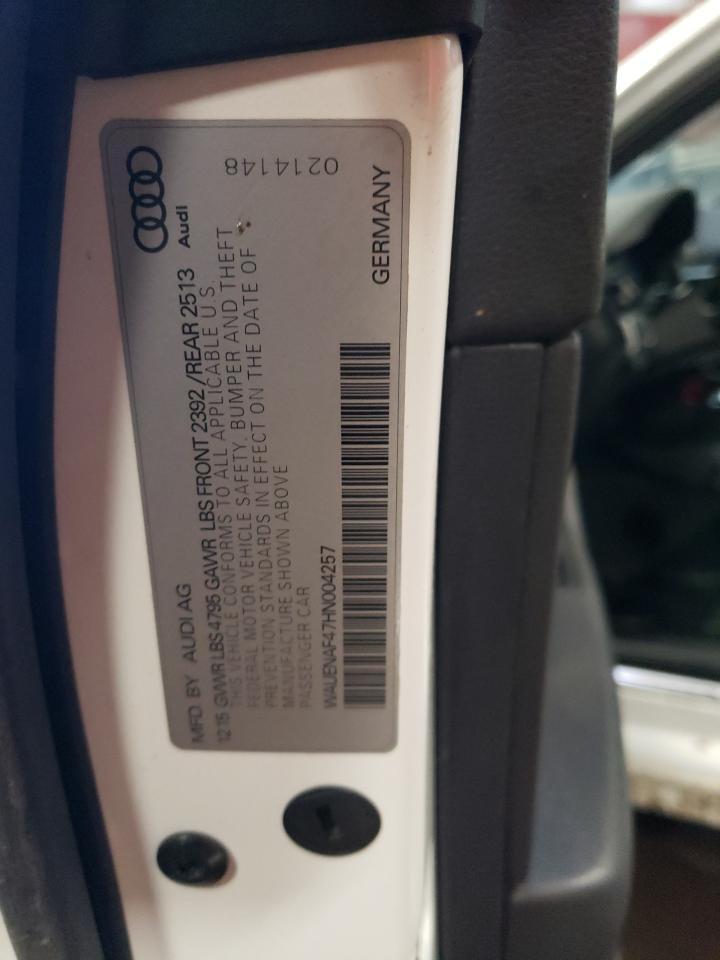 MFD BY AUDI AG
12 15 GVWR LBS 4795 GAWR LBS FRONT 2392/REAR 2513
THIS VEHICLE CONFORMS TO ALL APPLICABLE U.S.
FEDERAL MOTOR VEHICLE SAFETY, BUMPER AND THEFT
PREVENTION STANDARDS IN EFFECT ON THE DATE OF
MANUFACTURE SHOWN ABOVE
PASSENGER CAR
WAUENAF47HN004257
Audi
0214148
GERMANY